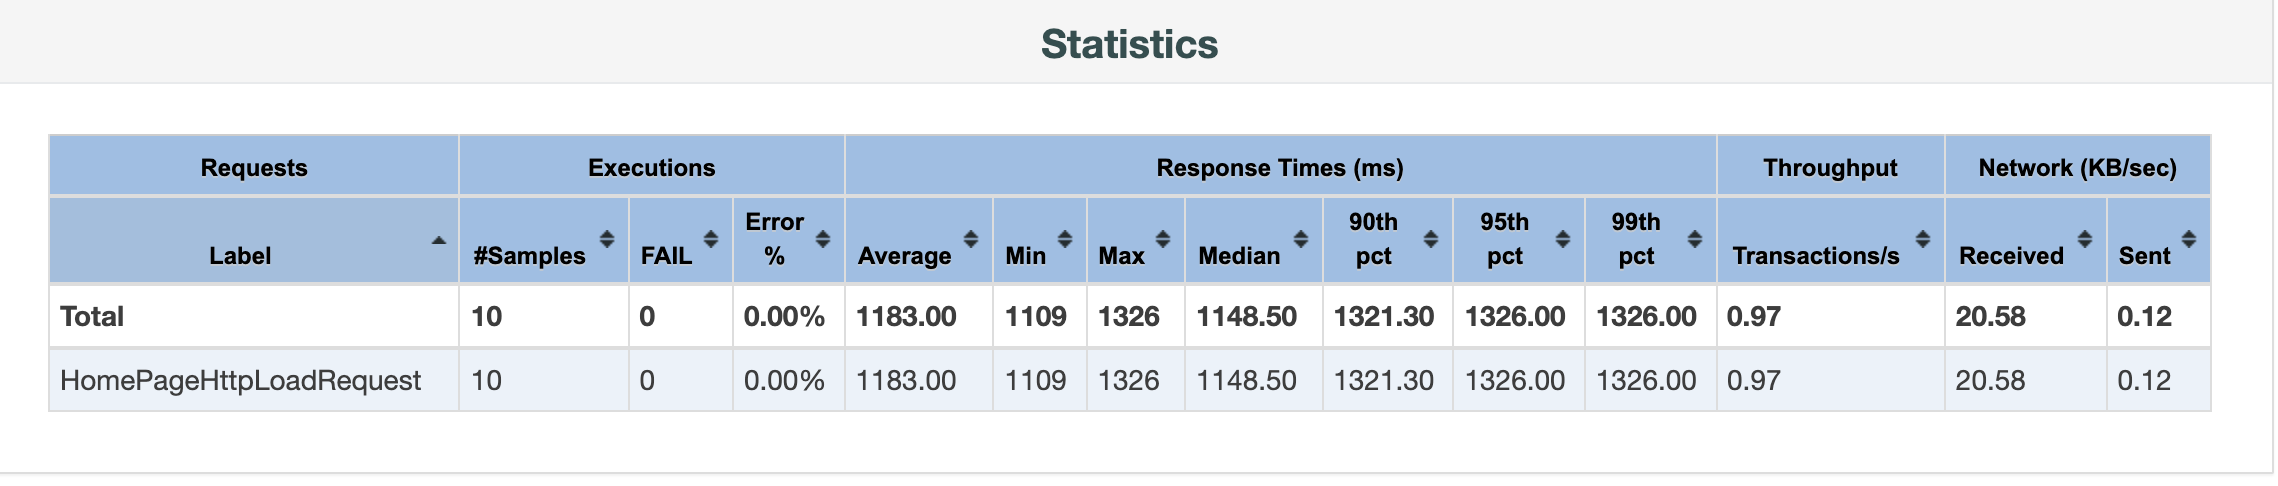 Statistics
Requests Executions Response Times (ms) Throughput Network (KB/sec)
Label #Samples FAIL Error % Average Min Max Median 90th pct 95th pct 99th pct Transactions/s Received Sent
Total 10 0 0.00% 1183.00 1109 1326 1148.50 1321.30 1326.00 1326.00 0.97 20.58 0.12
HomePageHttpLoadRequest 10 0 0.00% 1183.00 1109 1326 1148.50 1321.30 1326.00 1326.00 0.97 20.58 0.12